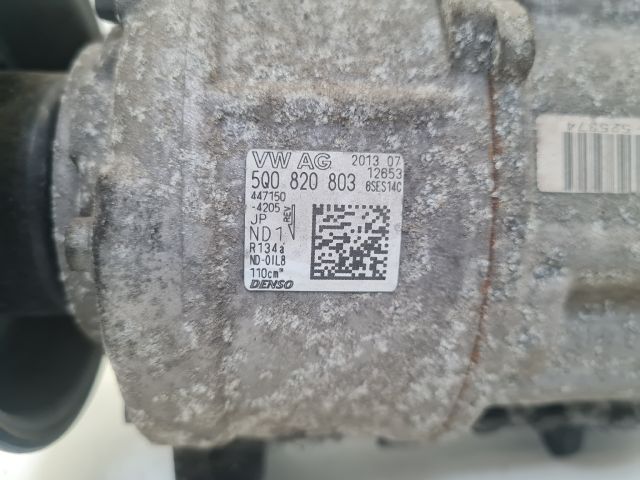 VW AG 2013 07
12653
5Q0 820 803 6SES14C
447150
-4205
JP REV
ND1
R134a
ND-OIL8
110cm³
DENSO